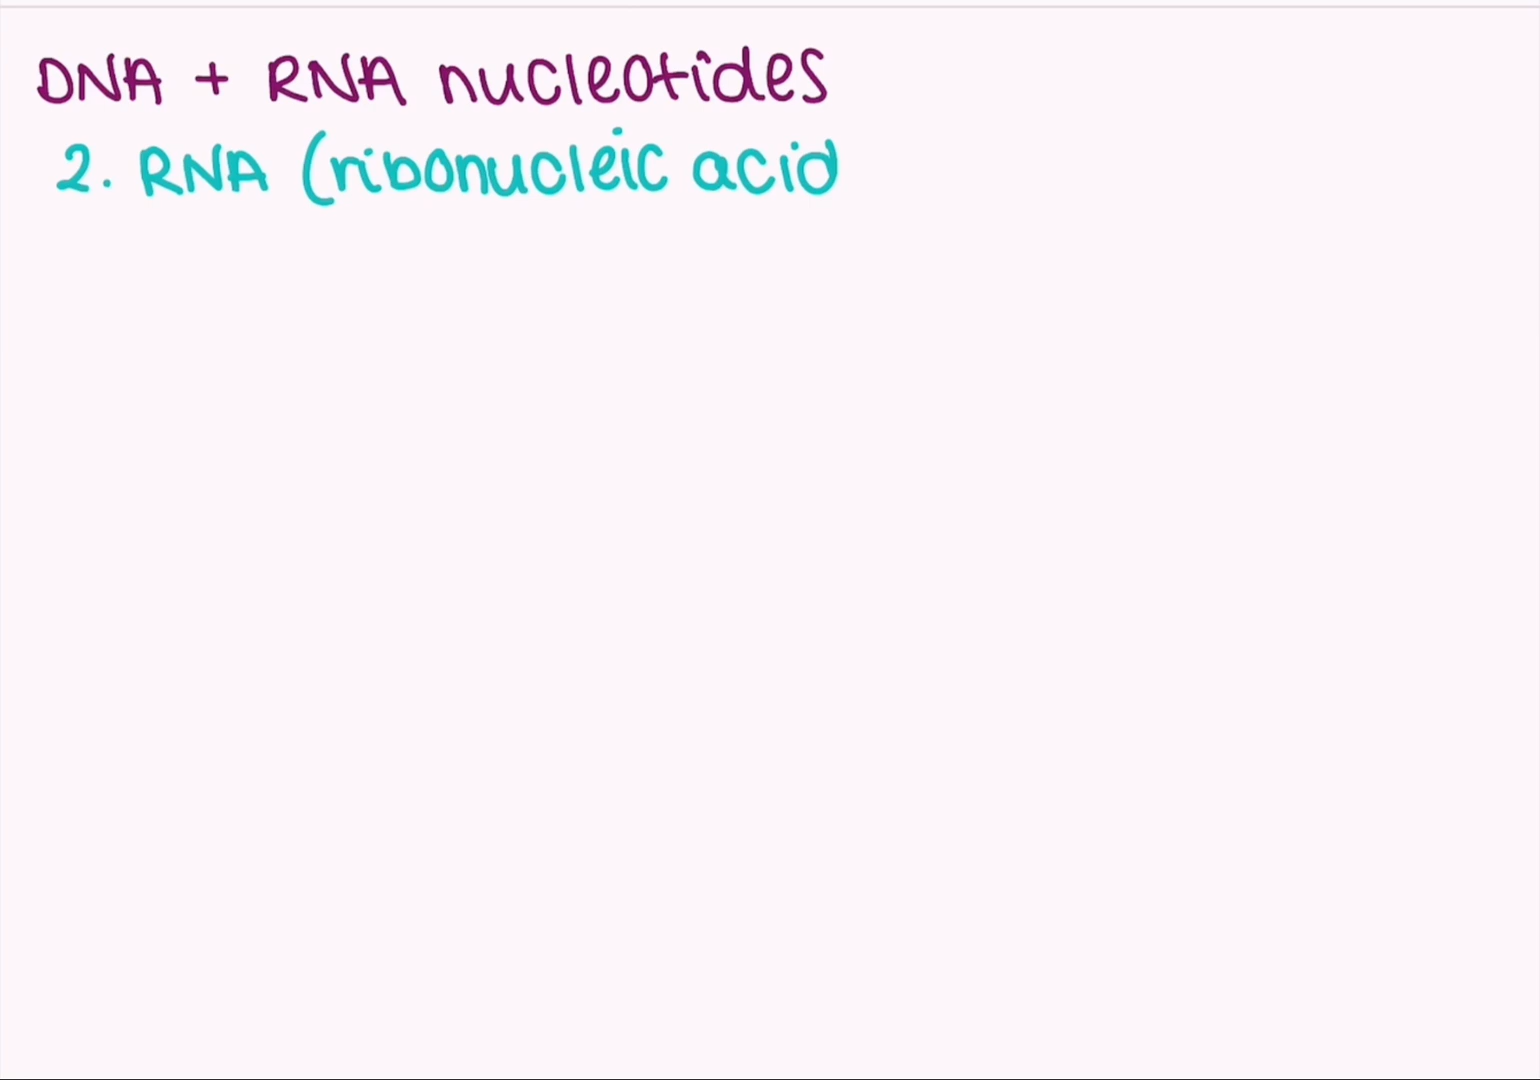 DNA + RNA nucleotides
2. RNA (ribonucleic acid